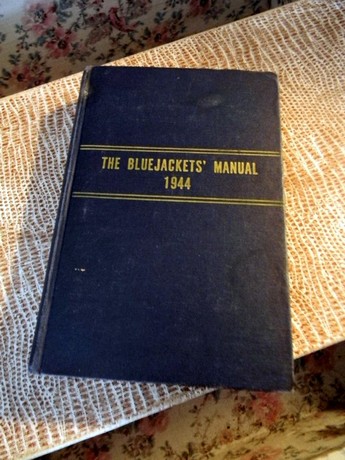 THE BLUEJACKETS' MANUAL
1944